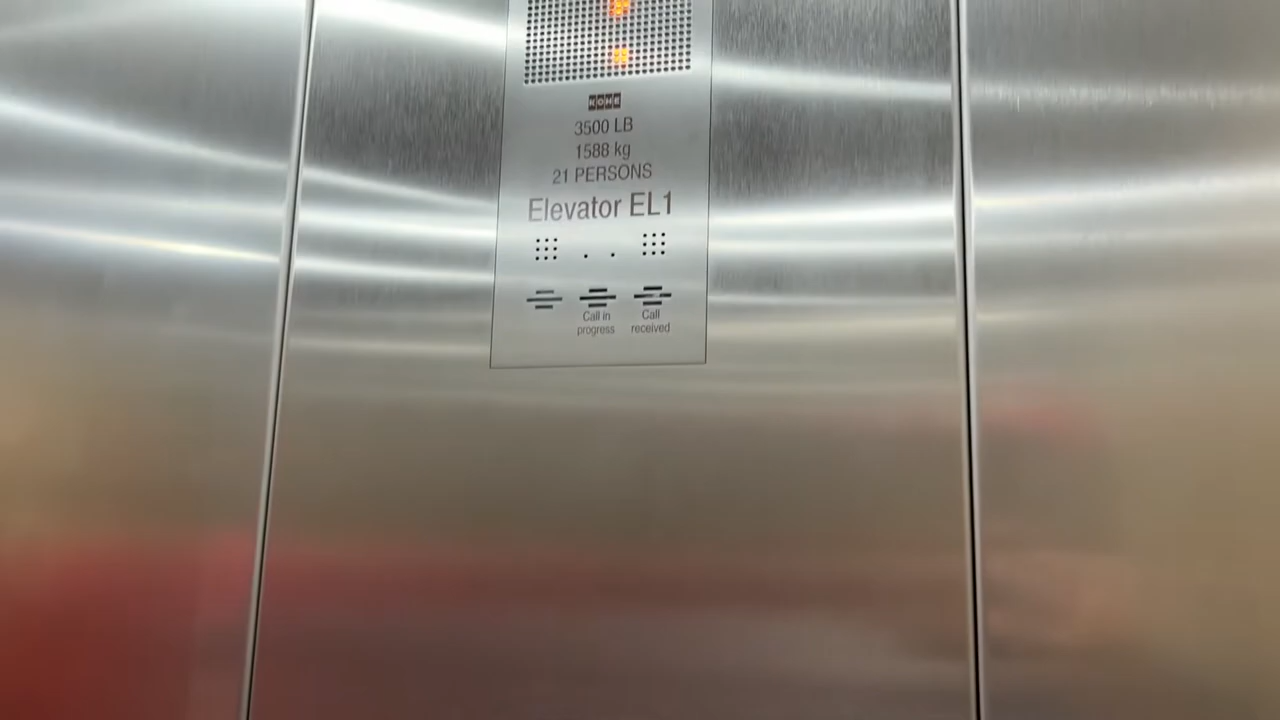 KONE
3500 LB
1588 kg
21 PERSONS
Elevator EL1
Call in
progress
Call
received